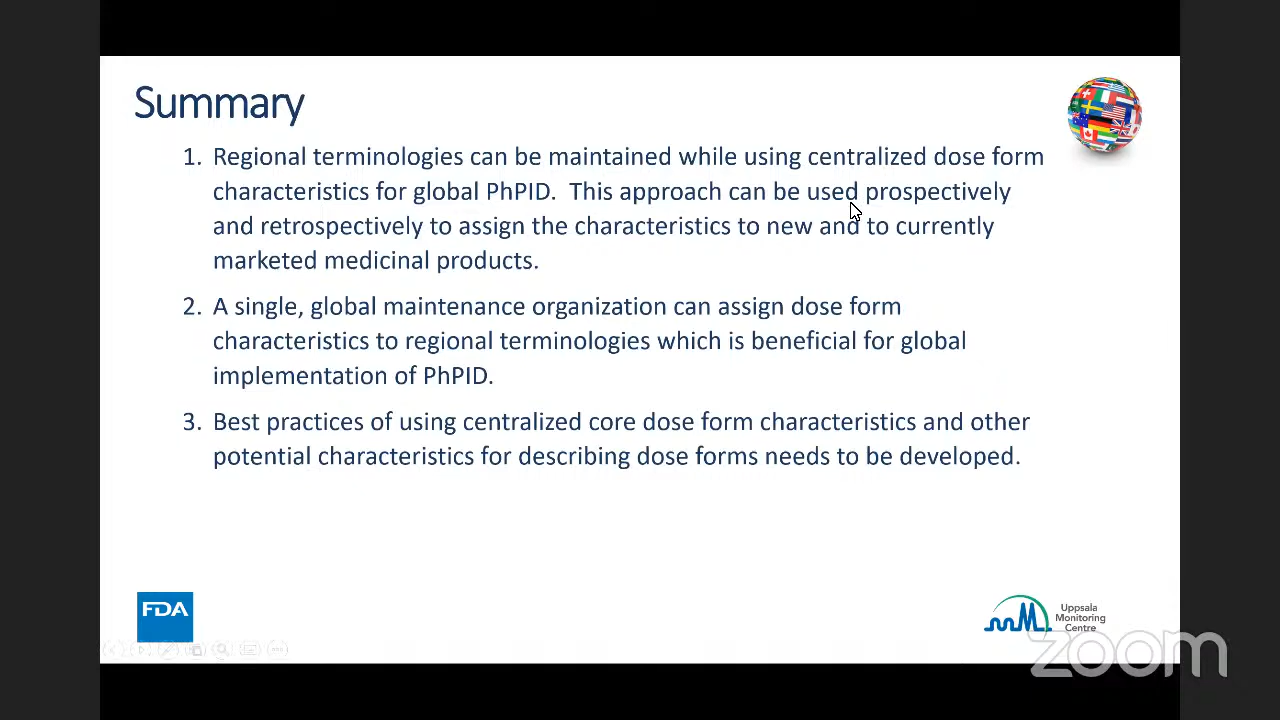 Summary
1. Regional terminologies can be maintained while using centralized dose form
characteristics for global PhPID. This approach can be used prospectively
and retrospectively to assign the characteristics to new and to currently
marketed medicinal products.
2. A single, global maintenance organization can assign dose form
characteristics to regional terminologies which is beneficial for global
implementation of PhPID.
3. Best practices of using centralized core dose form characteristics and other
potential characteristics for describing dose forms needs to be developed.
FDA
Uppsala
Monitoring
Centre
zoom